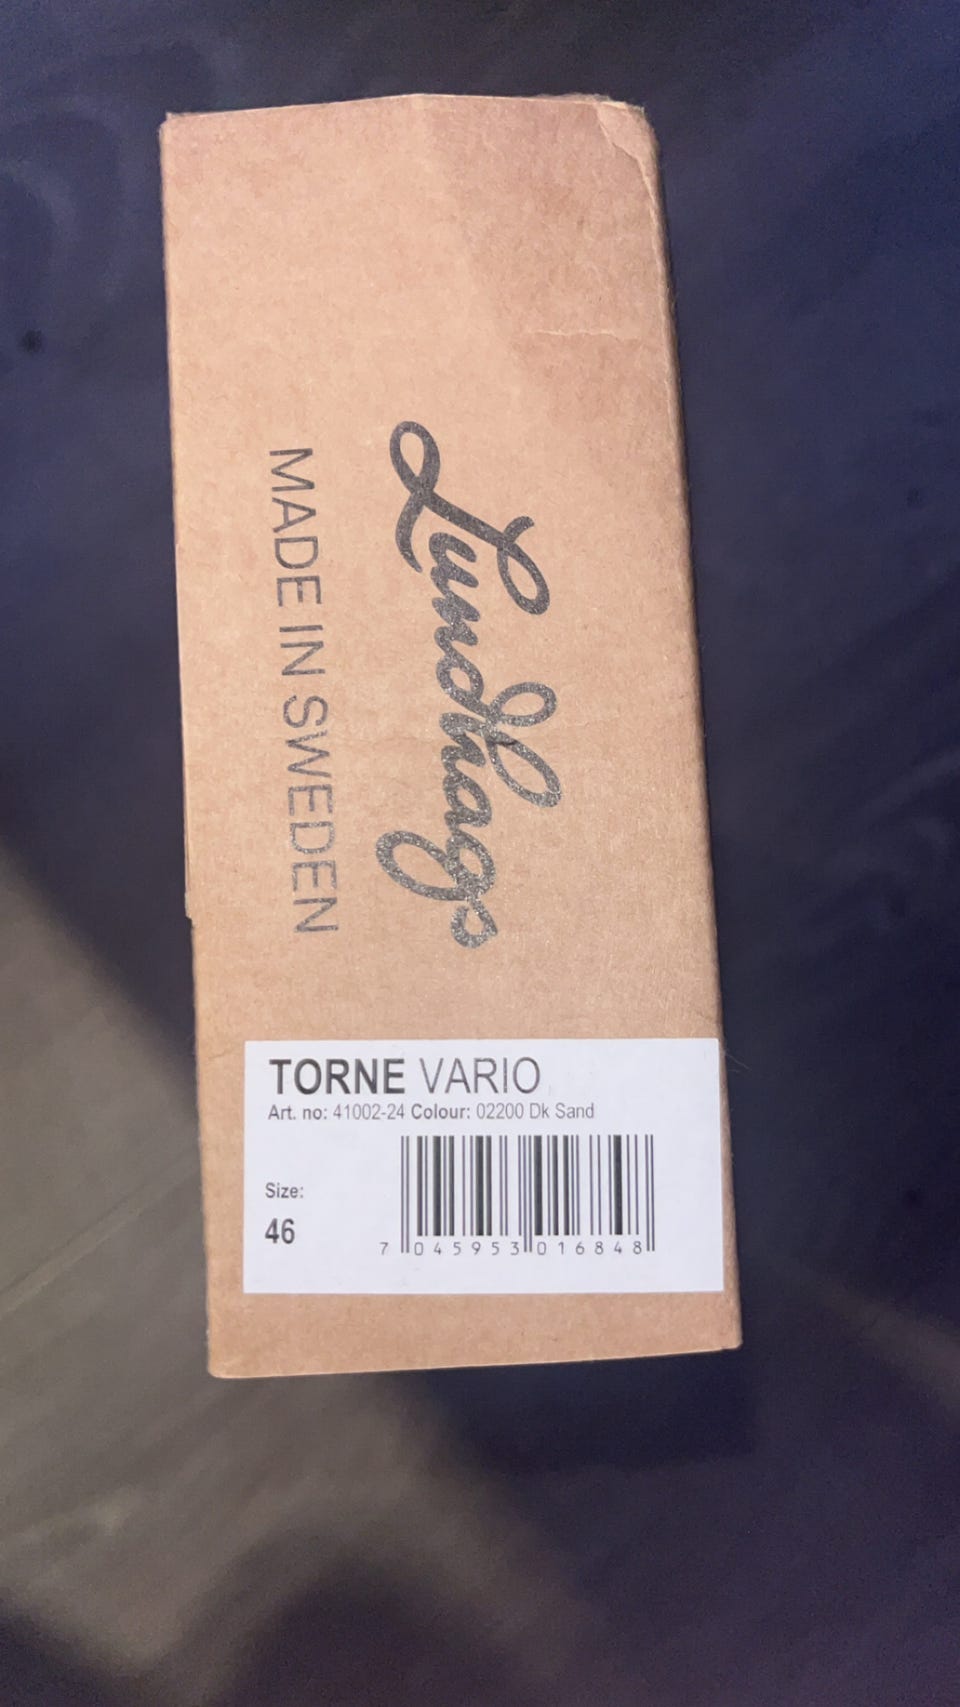 Lundhags
MADE IN SWEDEN
TORNE VARIO
Art. no: 41002-24 Colour: 02200 Dk Sand
Size:
46
7 045953 016848